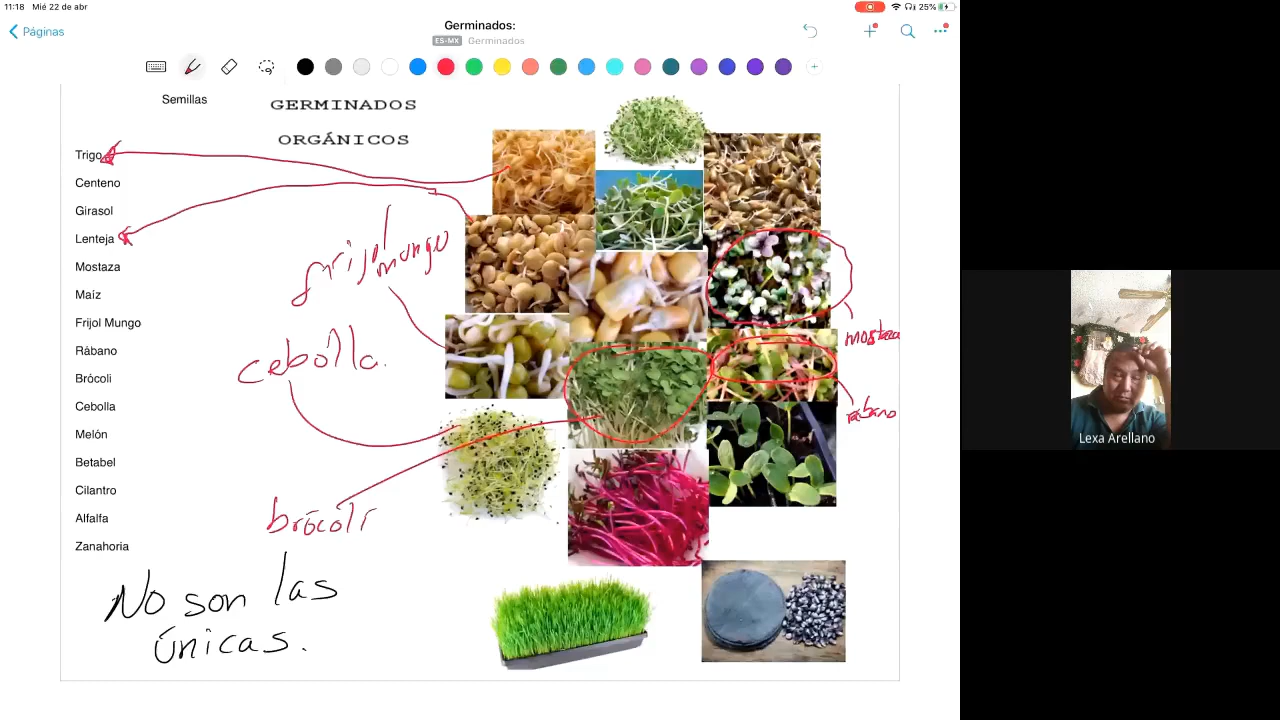 11:18 Mié 22 de abr
25%
Páginas
Germinados:
ES-MX Germinados
Semillas
GERMINADOS
ORGÁNICOS
Trigo
Centeno
Girasol
Lenteja
Mostaza
Maíz
Frijol Mungo
Rábano
Brócoli
Cebolla
Melón
Betabel
Cilantro
Alfalfa
Zanahoria
frijol
mungo
cebolla.
brócoli
mostaza
rabano
No son las
únicas.
Lexa Arellano